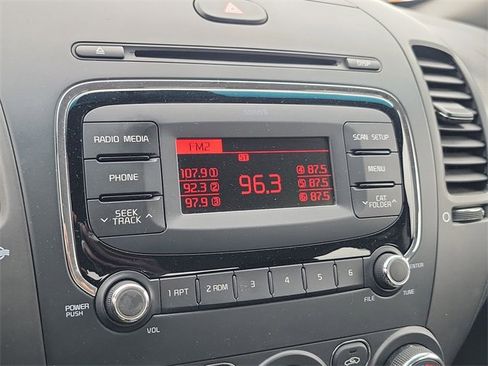 DISP
RADIO MEDIA
SCAN SETUP
FM2
ST
PHONE
MENU
107.9 1
92.3 2
97.9 3
96.3
4 87.5
5 87.5
6 87.5
SEEK
TRACK
CAT
FOLDER
POWER
PUSH
VOL
1 RPT
2 RDM
3
4
5
6
ENTER
FILE
TUNE